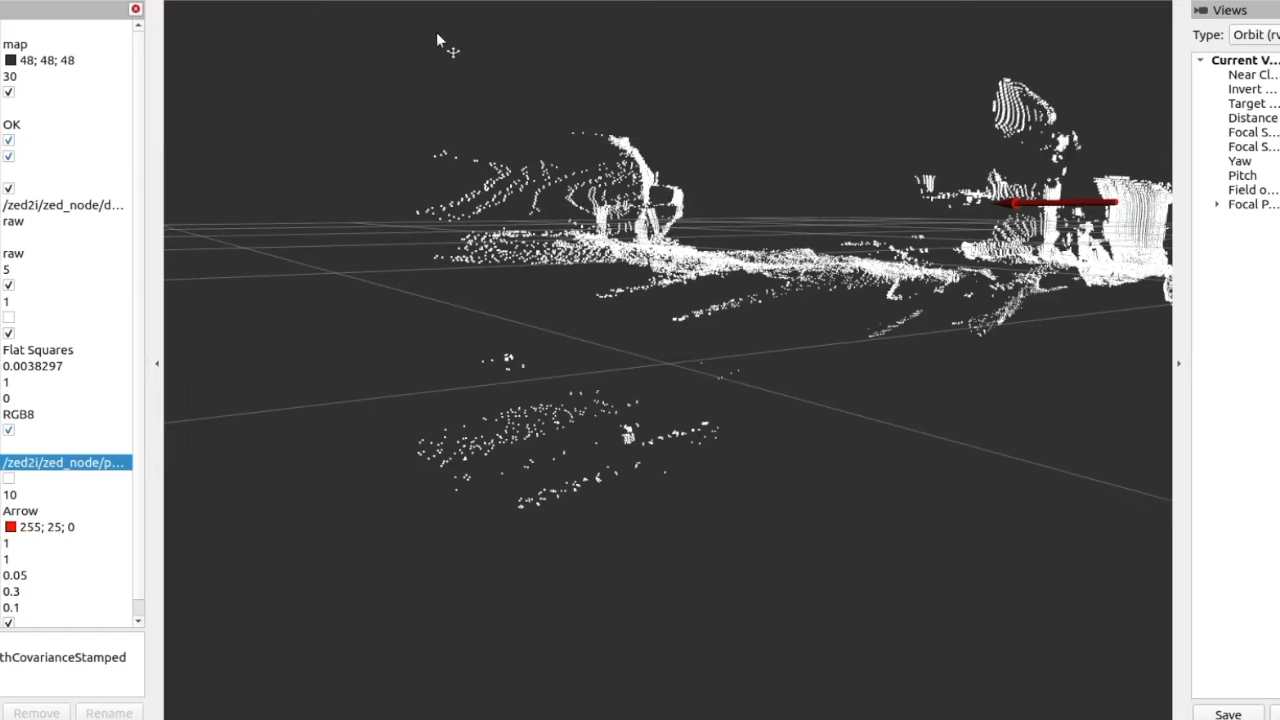 map
48; 48; 48
30
OK
/zed2i/zed_node/d...
raw
raw
5
1
Flat Squares
0.0038297
1
0
RGB8
/zed2i/zed_node/p...
10
Arrow
255; 25; 0
1
1
0.05
0.3
0.1
thCovarianceStamped
Remove
Rename
Views
Type:
Orbit (rv
Current V...
Near Cl...
Invert ...
Target ...
Distance
Focal S...
Focal S...
Yaw
Pitch
Field o...
Focal P...
Save